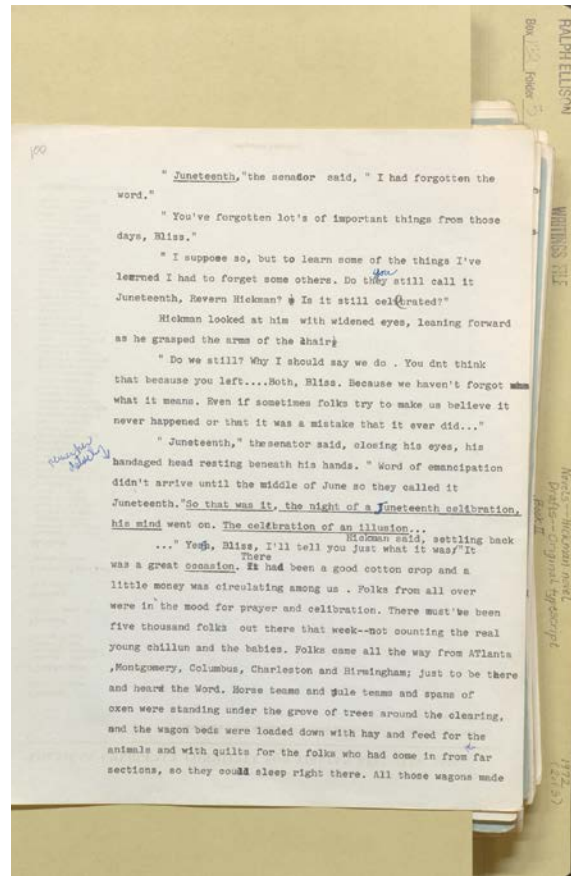 RALPH ELLISON
Box 132 Folder 5
WRITINGS FILE
Novels--Hickman novel
Drafts--Original typescript
Book II
1972
100
" Juneteenth,"the senator said, " I had forgotten the
word."
" You've forgotten lot's of important things from those
days, Bliss."
" I suppose so, but to learn some of the things I've
learned I had to forget some others. Do they you still call it
Juneteenth, Revern Hickman? Is it still celebrated?"
Hickman looked at him with widened eyes, leaning forward
as he grasped the arms of the chair.
" Do we still? Why I should say we do . You dnt think
that because you left....Both, Bliss. Because we haven't forgot
what it means. Even if sometimes folks try to make us believe it
never happened or that it was a mistake that it ever did..."
" Juneteenth," thesenator said, closing his eyes, his
remember
bandaged head resting beneath his hands. " Word of emancipation
didn't arrive until the middle of June so they called it
Juneteenth."So that was it, the night of a Juneteenth celibration,
his mind went on. The celebration of an illusion...
Hickman said, settling back
..." Yes, Bliss, I'll tell you just what it was/"It
There
was a great occasion. It had been a good cotton crop and a
little money was circulating among us . Folks from all over
were in the mood for prayer and celibration. There must've been
five thousand folks out there that week--not counting the real
young chillun and the babies. Folks came all the way from ATlanta
,Montgomery, Columbus, Charleston and Birmingham; just to be there
and hear the Word. Horse teams and mule teams and spans of
oxen were standing under the grove of trees around the clearing,
and the wagon beds were loaded down with hay and feed for the
animals and with quilts for the folks who had come in from far
sections, so they could sleep right there. All those wagons made